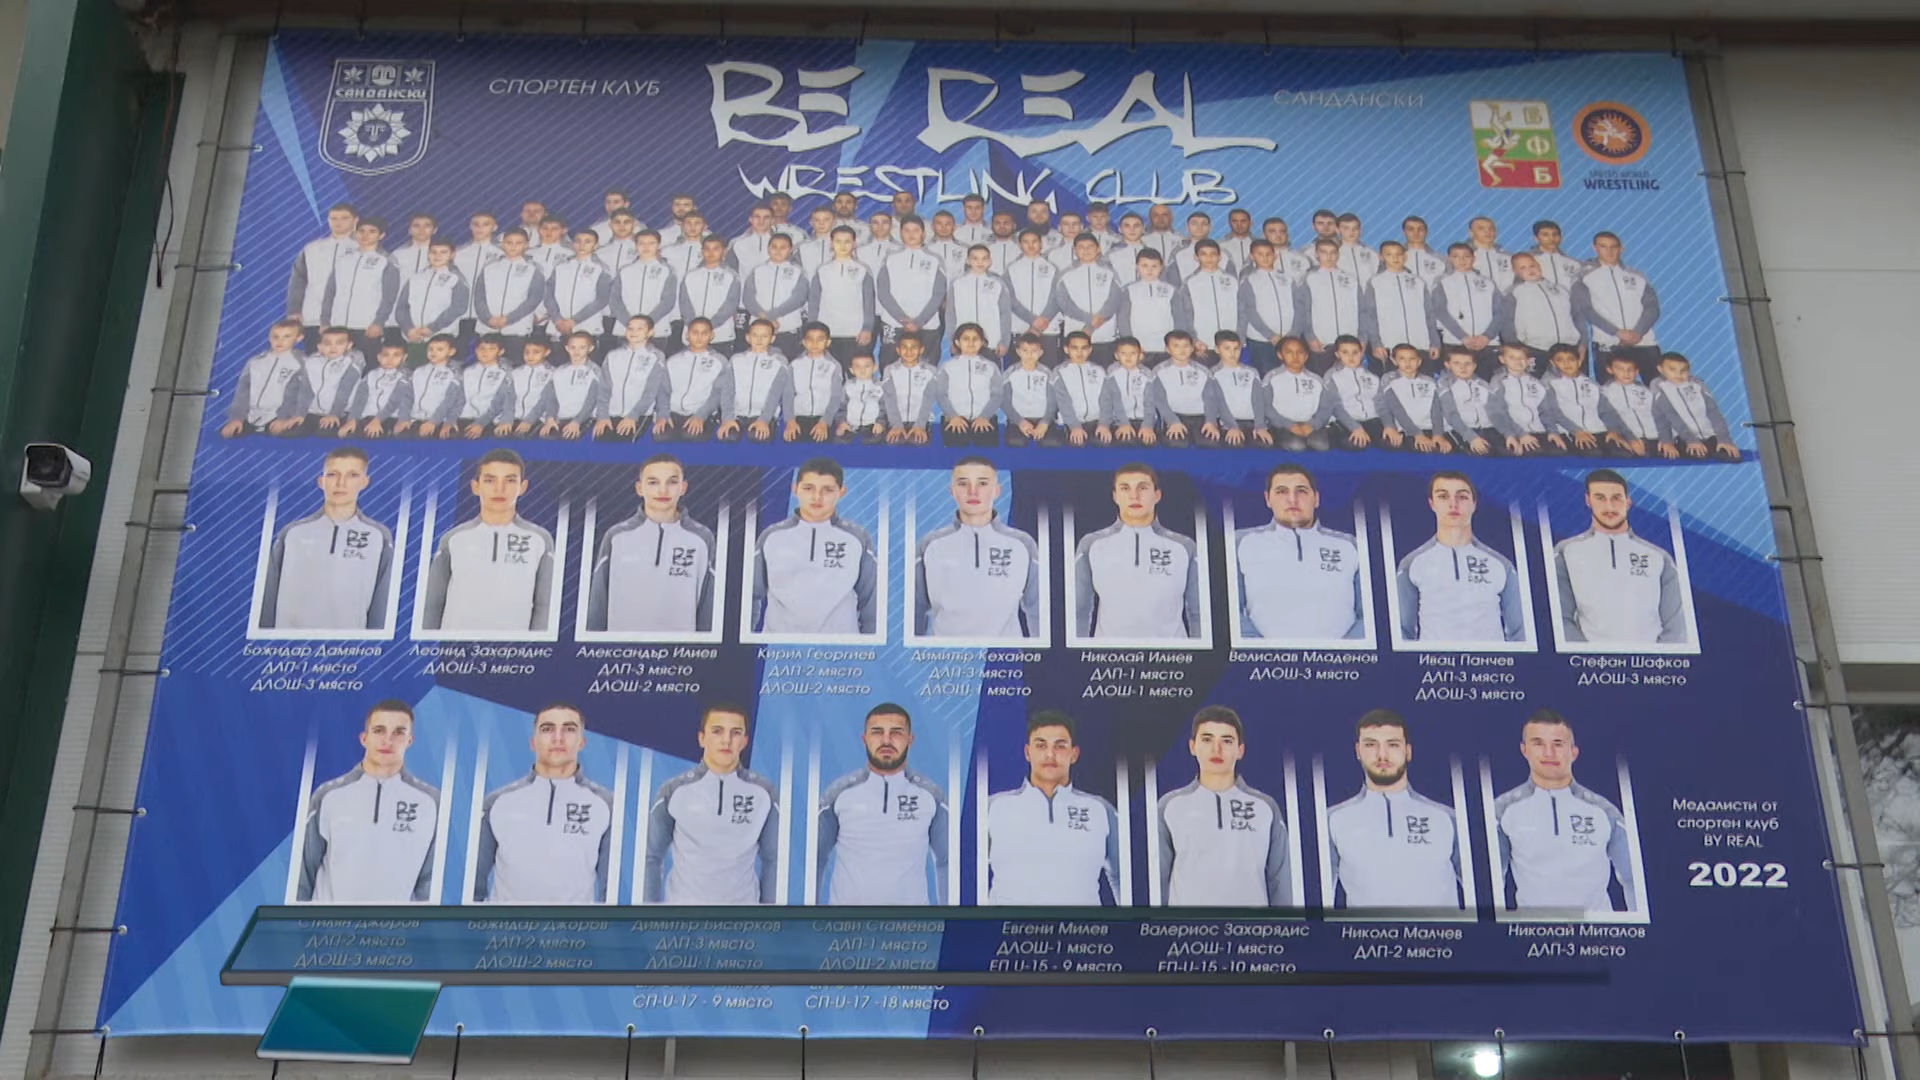 САНДАНСКИ
СПОРТЕН КЛУБ
BE REAL
САНДАНСКИ
WRESTLING CLUB
Б
Ф
Б
UNITED WORLD
WRESTLING
Божидар Дамянов
ДЛП-1 място
ДЛОШ-3 място
Леонид Захарядис
ДЛОШ-3 място
Александър Илиев
ДЛП-3 място
ДЛОШ-2 място
Кирил Георгиев
ДЛП-2 място
ДЛОШ-2 място
Димитър Кехайов
ДЛП-3 място
ДЛОШ-1 място
Николай Илиев
ДЛП-1 място
ДЛОШ-1 място
Велислав Младенов
ДЛОШ-3 място
Ивац Панчев
ДЛП-3 място
ДЛОШ-3 място
Стефан Шафков
ДЛОШ-3 място
Стилян Джоров
ДЛП-2 място
ДЛОШ-3 място
Божидар Джоров
ДЛП-2 място
ДЛОШ-2 място
Димитър Бисерков
ДЛП-3 място
ДЛОШ-1 място
СП-U-17 - 9 място
Слави Стаменов
ДЛП-1 място
ДЛОШ-2 място
СП-U-17 -18 място
Евгени Милев
ДЛОШ-1 място
ЕП U-15 - 9 място
Валериос Захарядис
ДЛОШ-1 място
ЕП-U-15 -10 място
Никола Малчев
ДЛП-2 място
Николай Миталов
ДЛП-3 място
Медалисти от
спортен клуб
BY REAL
2022